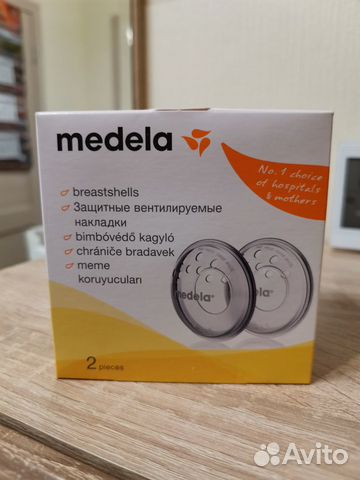 medela
No. 1 choice
of hospitals
& mothers
breastshells
Защитные вентилируемые
накладки
bimbóvédő kagyló
chrániče bradavek
meme
koruyucuları
medela
medela
2 pieces
Avito